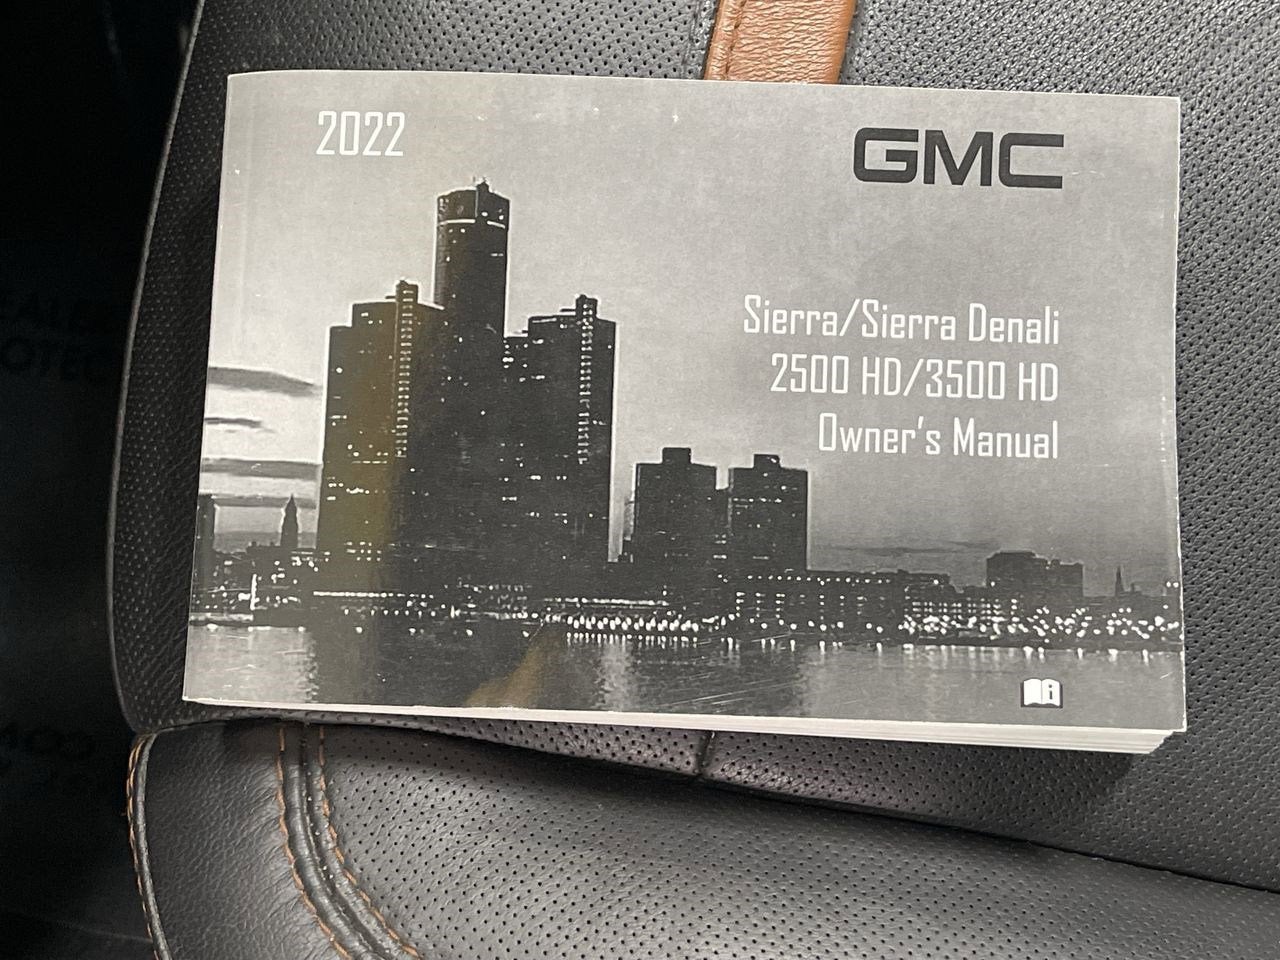 2022
GMC
Sierra/Sierra Denali
2500 HD/3500 HD
Owner's Manual